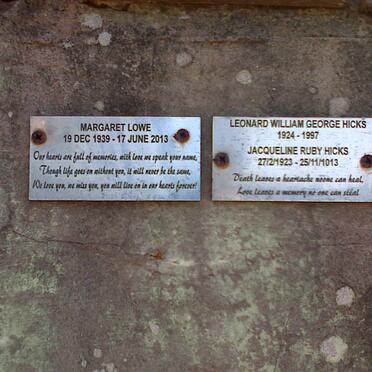 MARGARET LOWE
19 DEC 1939 - 17 JUNE 2013
Our hearts are full of memories, with love we speak your name,
Though life goes on without you, it will never be the same,
We love you, we miss you, you will live on in our hearts forever!
LEONARD WILLIAM GEORGE HICKS
1924 - 1997
JACQUELINE RUBY HICKS
27/2/1923 - 25/11/1013
Death leaves a heartache noone can heal,
Love leaves a memory no one can steal